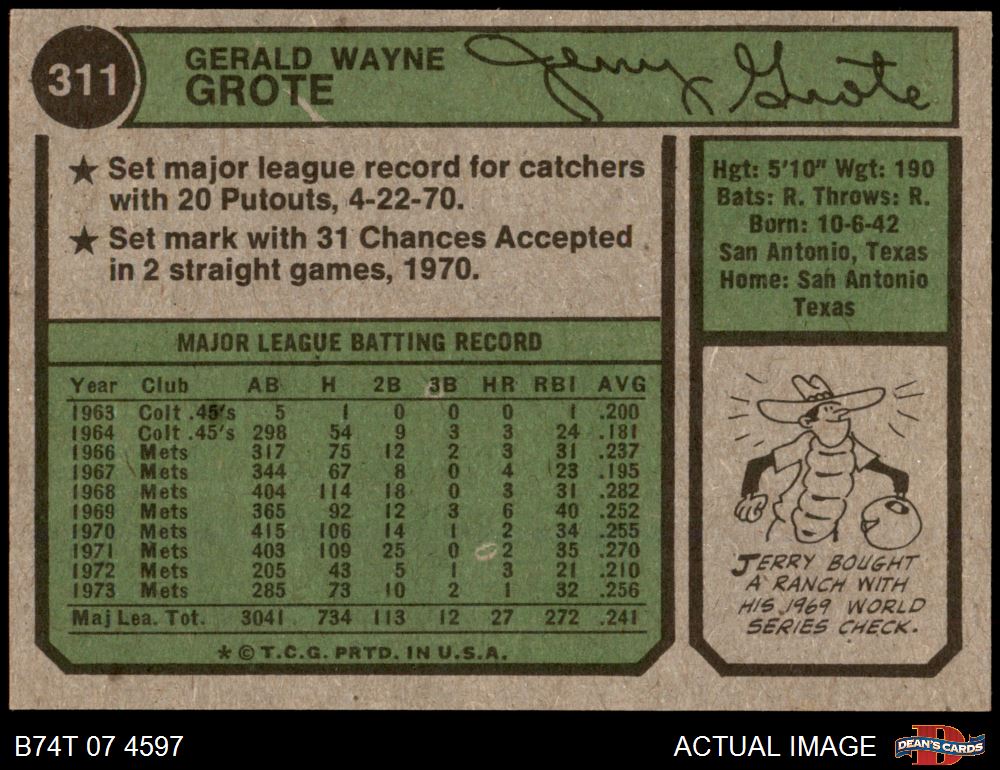 311
GERALD WAYNE
GROTE
Jerry Grote
★ Set major league record for catchers
with 20 Putouts, 4-22-70.
★ Set mark with 31 Chances Accepted
in 2 straight games, 1970.
Hgt: 5'10" Wgt: 190
Bats: R. Throws: R.
Born: 10-6-42
San Antonio, Texas
Home: San Antonio
Texas
MAJOR LEAGUE BATTING RECORD
Year Club AB H 2B 3B HR RBI AVG
1963 Colt .45's 5 1 0 0 0 1 .200
1964 Colt .45's 298 54 9 3 3 24 .181
1966 Mets 317 75 12 2 3 31 .237
1967 Mets 344 67 8 0 4 23 .195
1968 Mets 404 114 18 0 3 31 .282
1969 Mets 365 92 12 3 6 40 .252
1970 Mets 415 106 14 1 2 34 .255
1971 Mets 403 109 25 0 2 35 .270
1972 Mets 205 43 5 1 3 21 .210
1973 Mets 285 73 10 2 1 32 .256
Maj Lea. Tot. 3041 734 113 12 27 272 .241
* © T.C.G. PRTD. IN U.S.A.
JERRY BOUGHT
A RANCH WITH
HIS 1969 WORLD
SERIES CHECK.
B74T 07 4597
ACTUAL IMAGE
D
DEAN'S CARDS